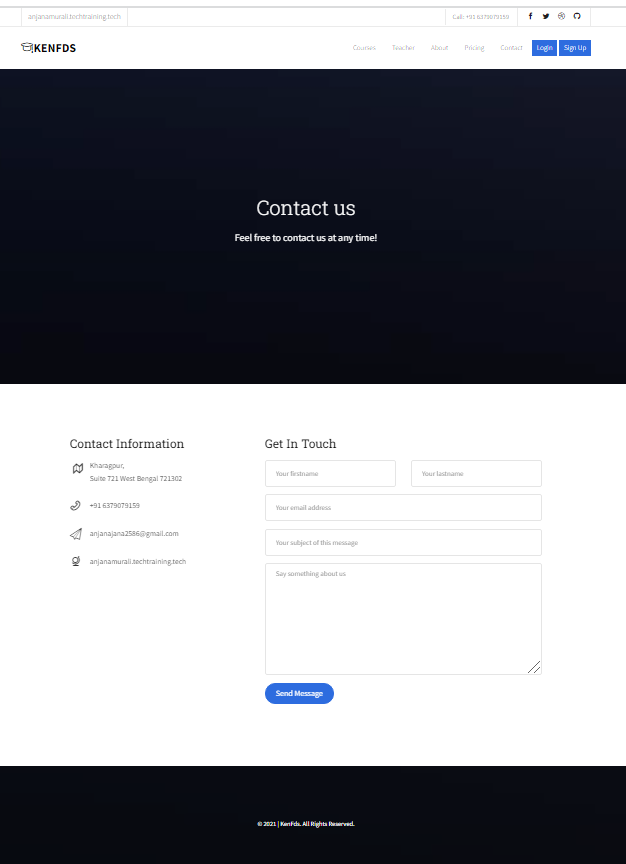 anjanamurali.techtraining.tech
Call: +91 6379079159
KENFDS
Courses Teacher About Pricing Contact Login Sign Up
Contact us
Feel free to contact us at any time!
Contact Information
Kharagpur,
Suite 721 West Bengal 721302
+91 6379079159
anjanajana2586@gmail.com
anjanamurali.techtraining.tech
Get In Touch
Your firstname
Your lastname
Your email address
Your subject of this message
Say something about us
Send Message
© 2021 | KenFds. All Rights Reserved.